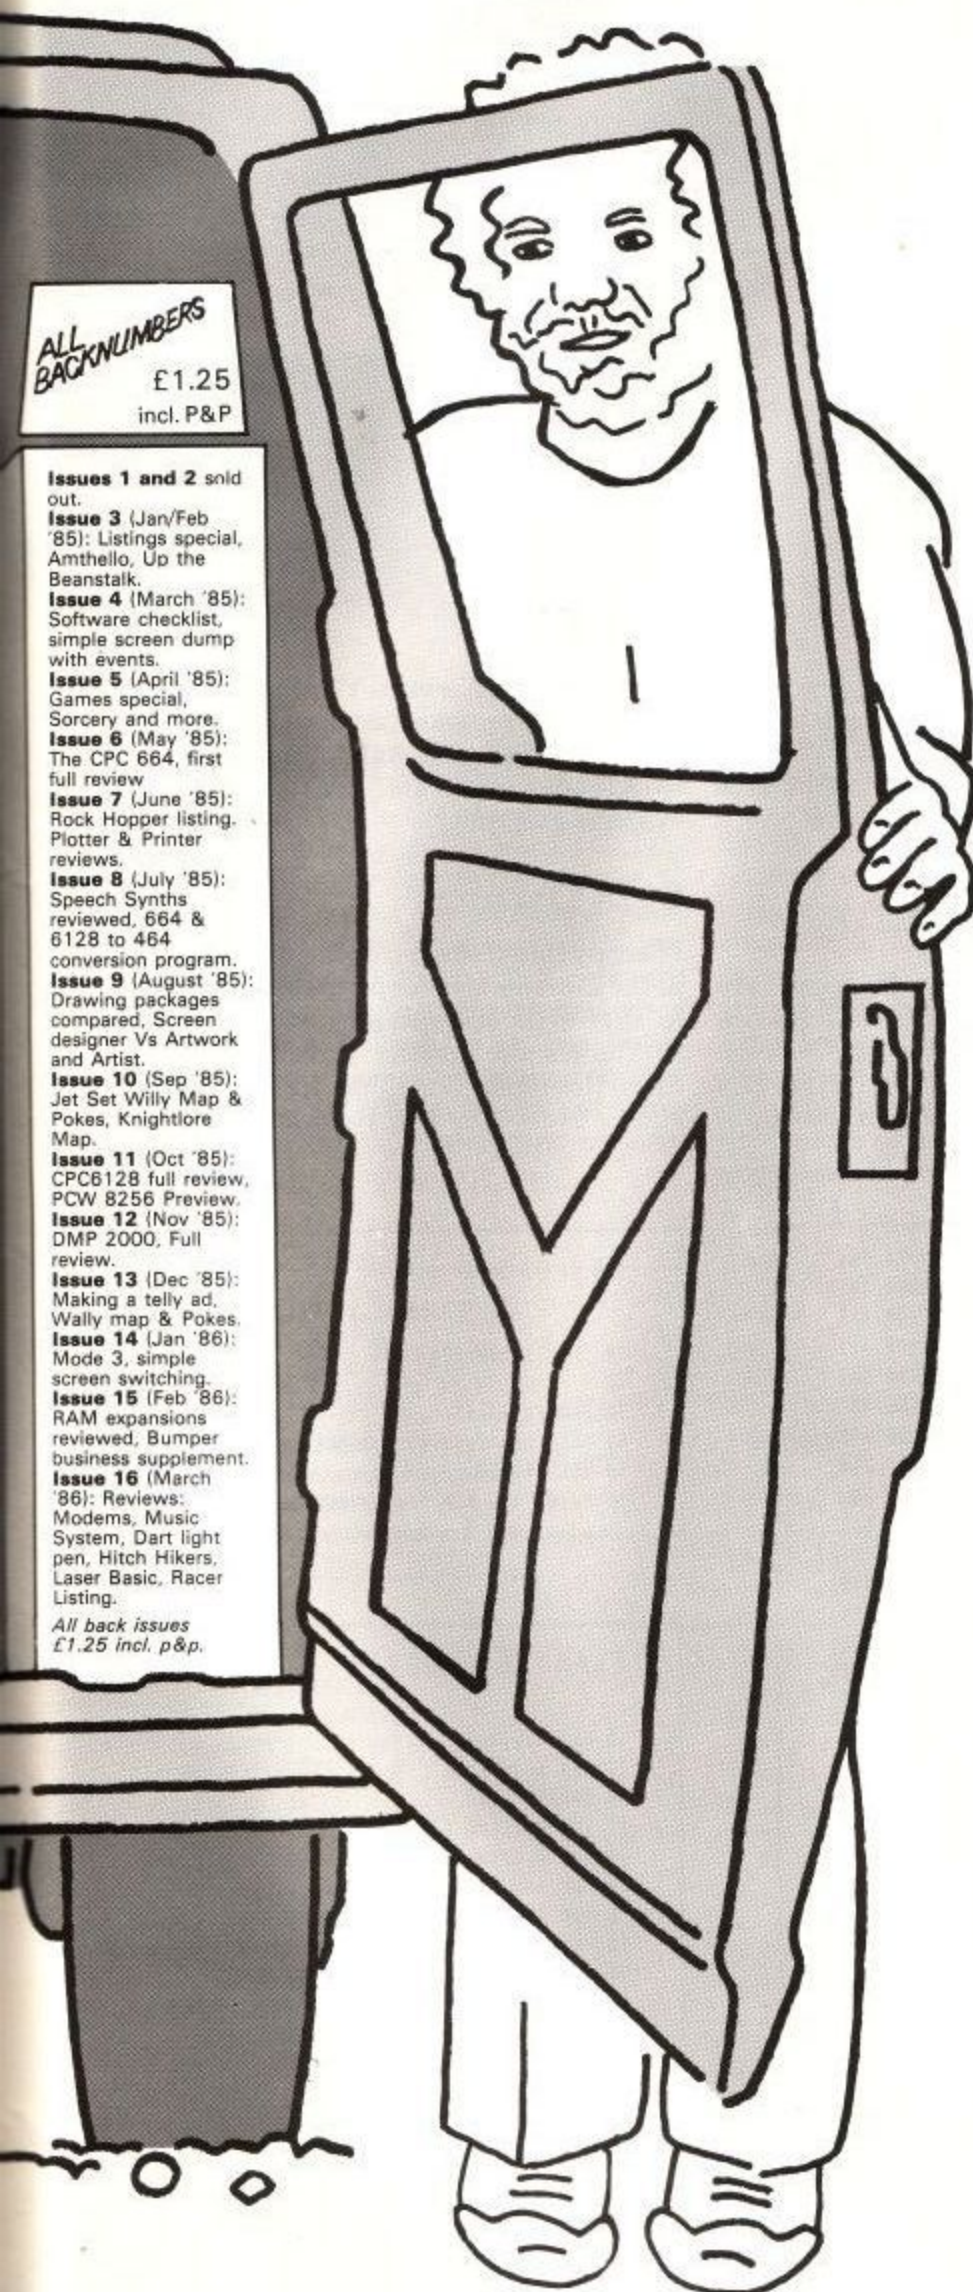 ALL
BACKNUMBERS
£1.25
incl. P&P
Issues 1 and 2 sold
out.
Issue 3 (Jan/Feb
'85): Listings special,
Amthello, Up the
Beanstalk.
Issue 4 (March '85):
Software checklist,
simple screen dump
with events.
Issue 5 (April '85):
Games special,
Sorcery and more.
Issue 6 (May '85):
The CPC 664, first
full review
Issue 7 (June '85):
Rock Hopper listing.
Plotter & Printer
reviews.
Issue 8 (July '85):
Speech Synths
reviewed, 664 &
6128 to 464
conversion program.
Issue 9 (August '85):
Drawing packages
compared, Screen
designer Vs Artwork
and Artist.
Issue 10 (Sep '85):
Jet Set Willy Map &
Pokes, Knightlore
Map.
Issue 11 (Oct '85):
CPC6128 full review,
PCW 8256 Preview.
Issue 12 (Nov '85):
DMP 2000, Full
review.
Issue 13 (Dec '85):
Making a telly ad,
Wally map & Pokes.
Issue 14 (Jan '86):
Mode 3, simple
screen switching.
Issue 15 (Feb '86):
RAM expansions
reviewed, Bumper
business supplement.
Issue 16 (March
'86): Reviews:
Modems, Music
System, Dart light
pen, Hitch Hikers,
Laser Basic, Racer
Listing.
All back issues
£1.25 incl. p&p.